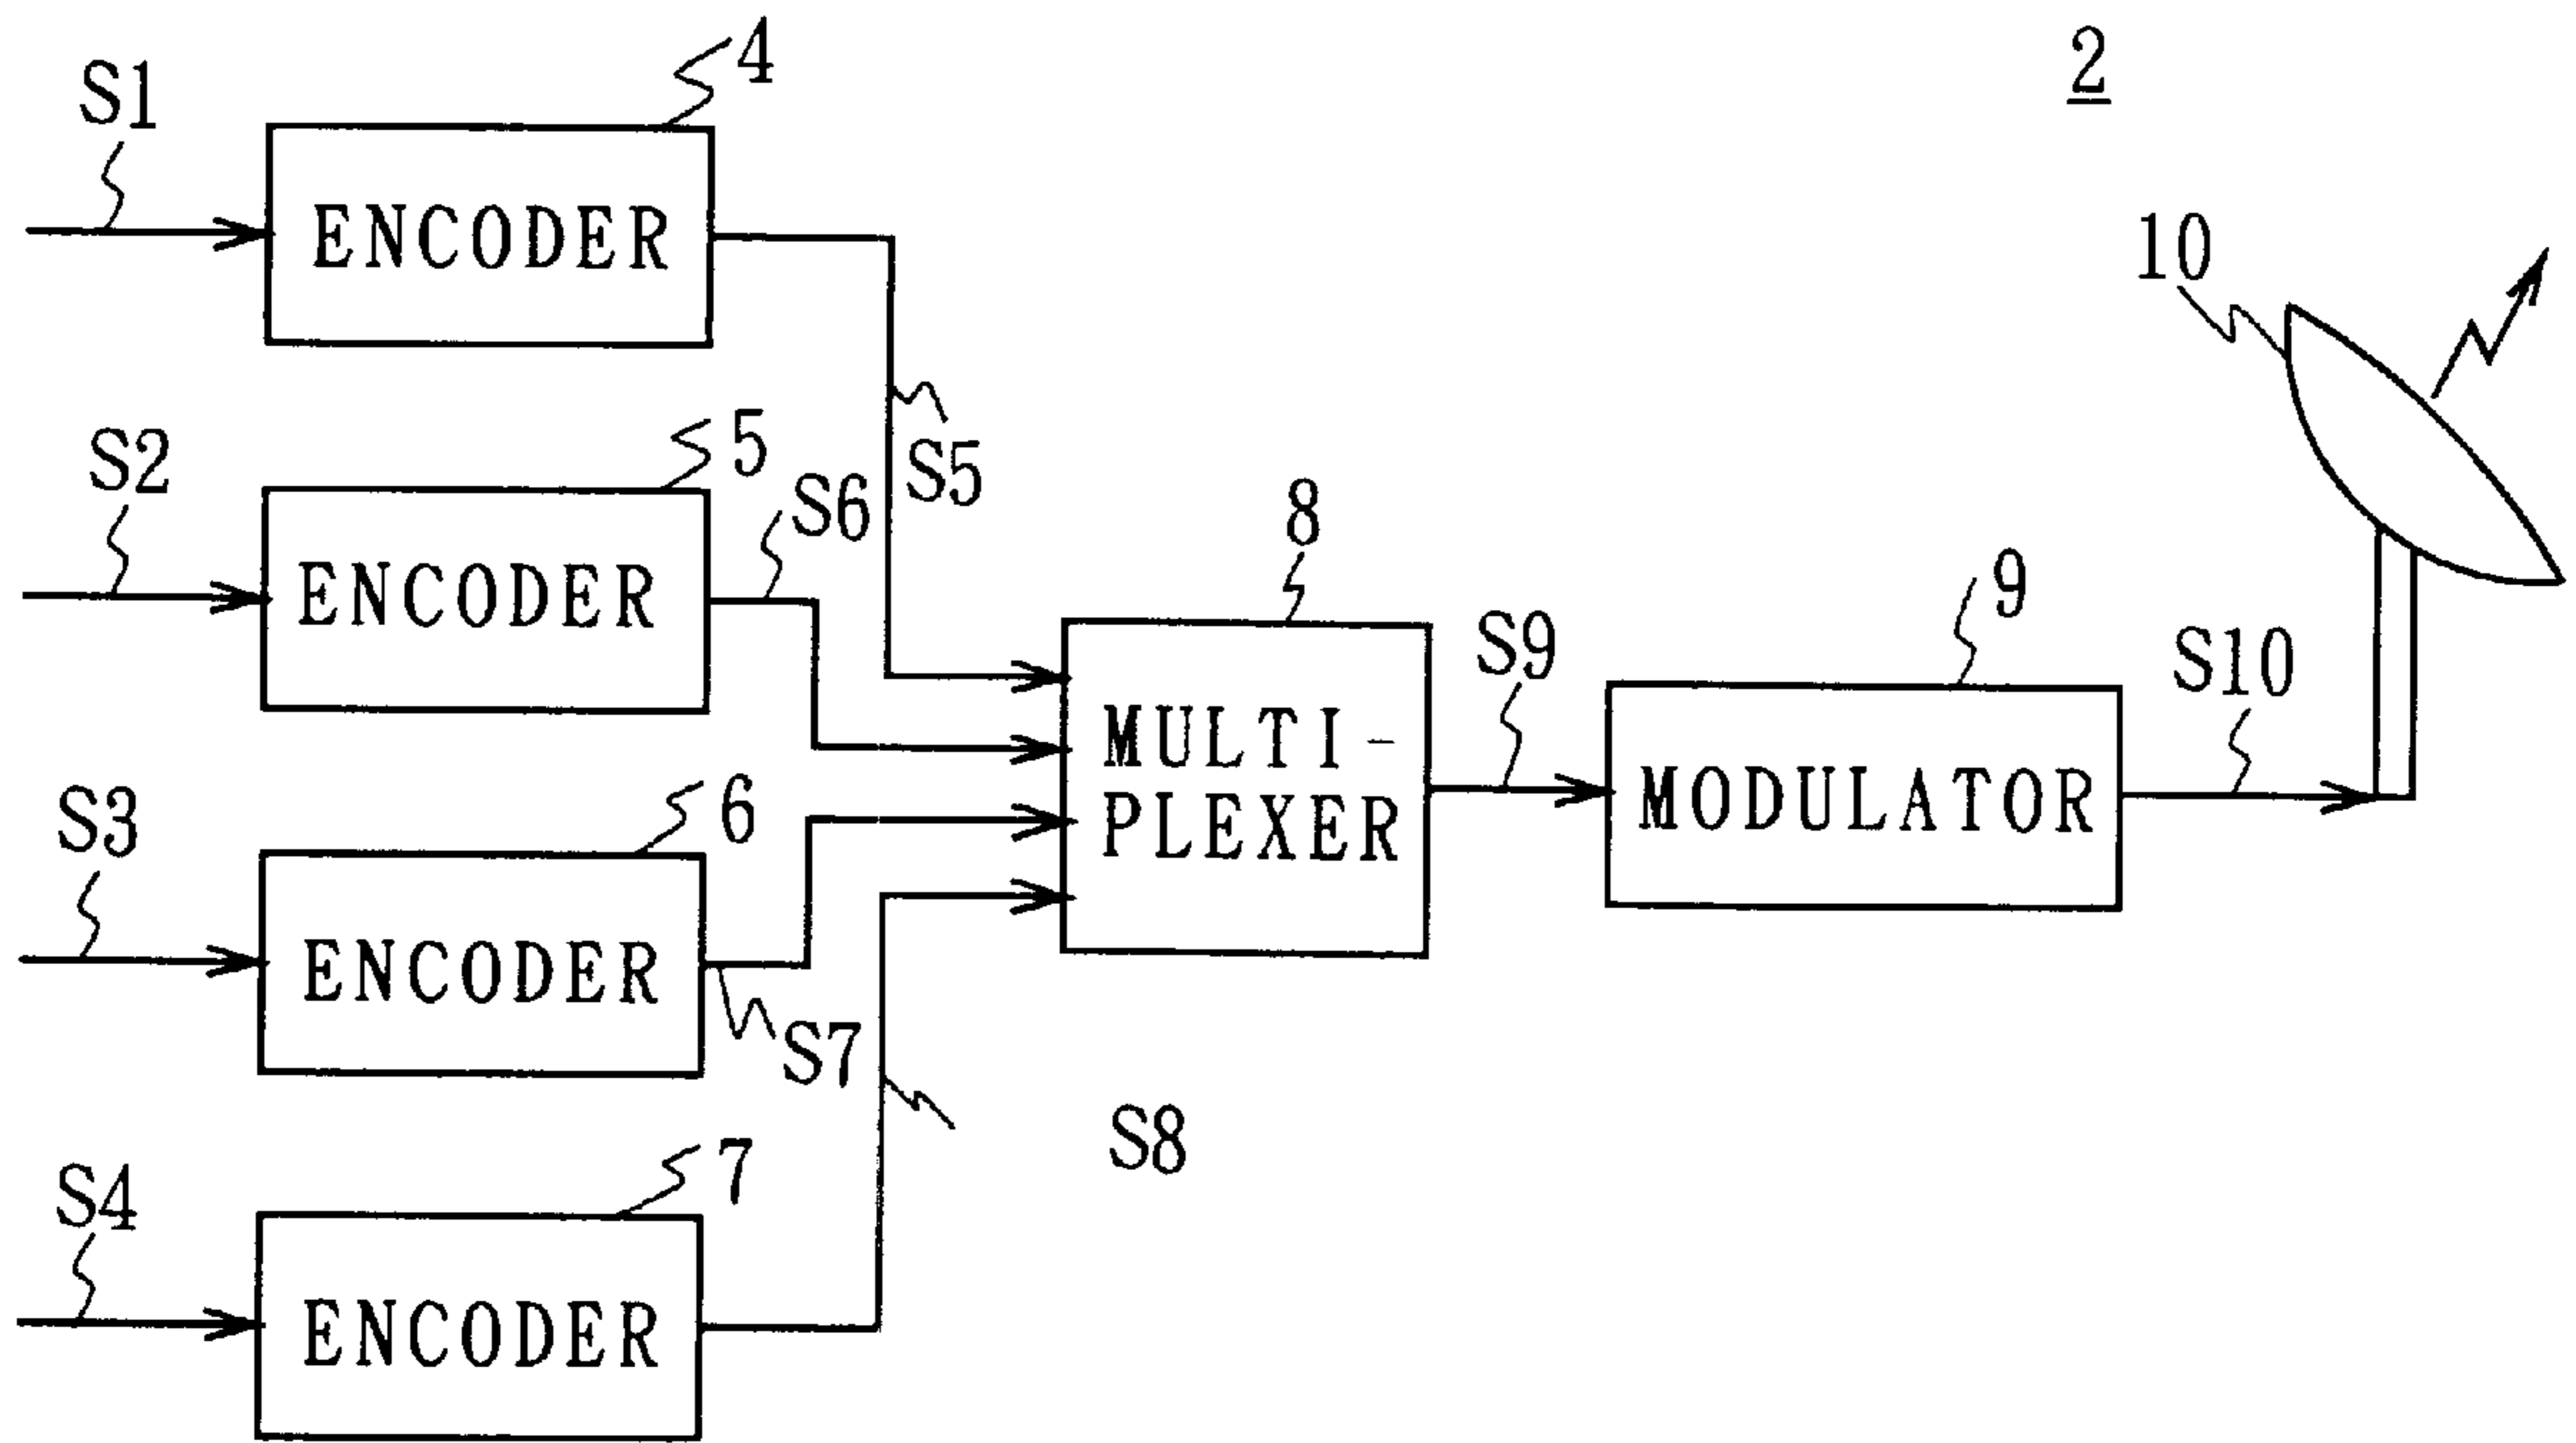 2
S1
4
ENCODER
10
S2
5
S6
S5
ENCODER
8
9
S9
S10
MULTI-
PLEXER
MODULATOR
S3
6
ENCODER
S7
S8
S4
7
ENCODER